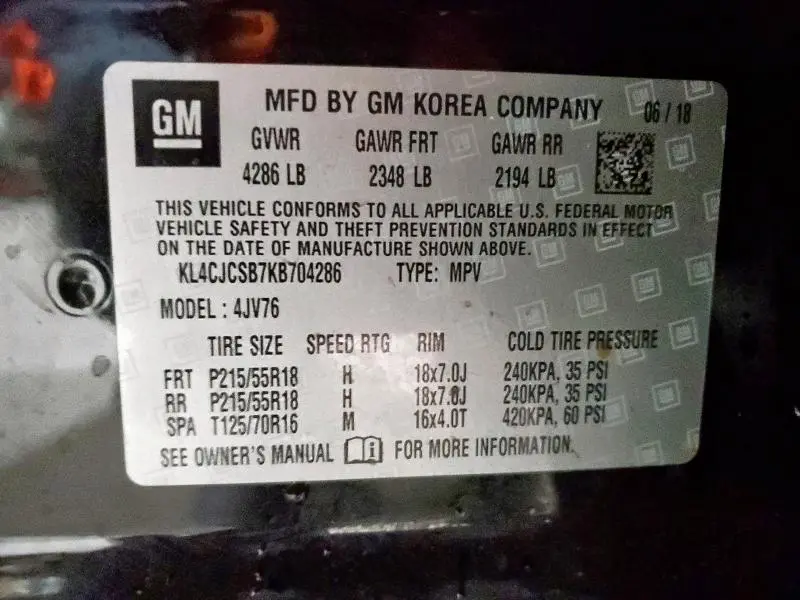 GM
MFD BY GM KOREA COMPANY 06 / 18
GVWR GAWR FRT GAWR RR
4286 LB 2348 LB 2194 LB
THIS VEHICLE CONFORMS TO ALL APPLICABLE U.S. FEDERAL MOTOR
VEHICLE SAFETY AND THEFT PREVENTION STANDARDS IN EFFECT
ON THE DATE OF MANUFACTURE SHOWN ABOVE.
KL4CJCSB7KB704286 TYPE: MPV
MODEL : 4JV76
TIRE SIZE SPEED RTG RIM COLD TIRE PRESSURE
FRT P215/55R18 H 18x7.0J 240KPA, 35 PSI
RR P215/55R18 H 18x7.0J 240KPA, 35 PSI
SPA T125/70R16 M 16x4.0T 420KPA, 60 PSI
SEE OWNER'S MANUAL i FOR MORE INFORMATION.